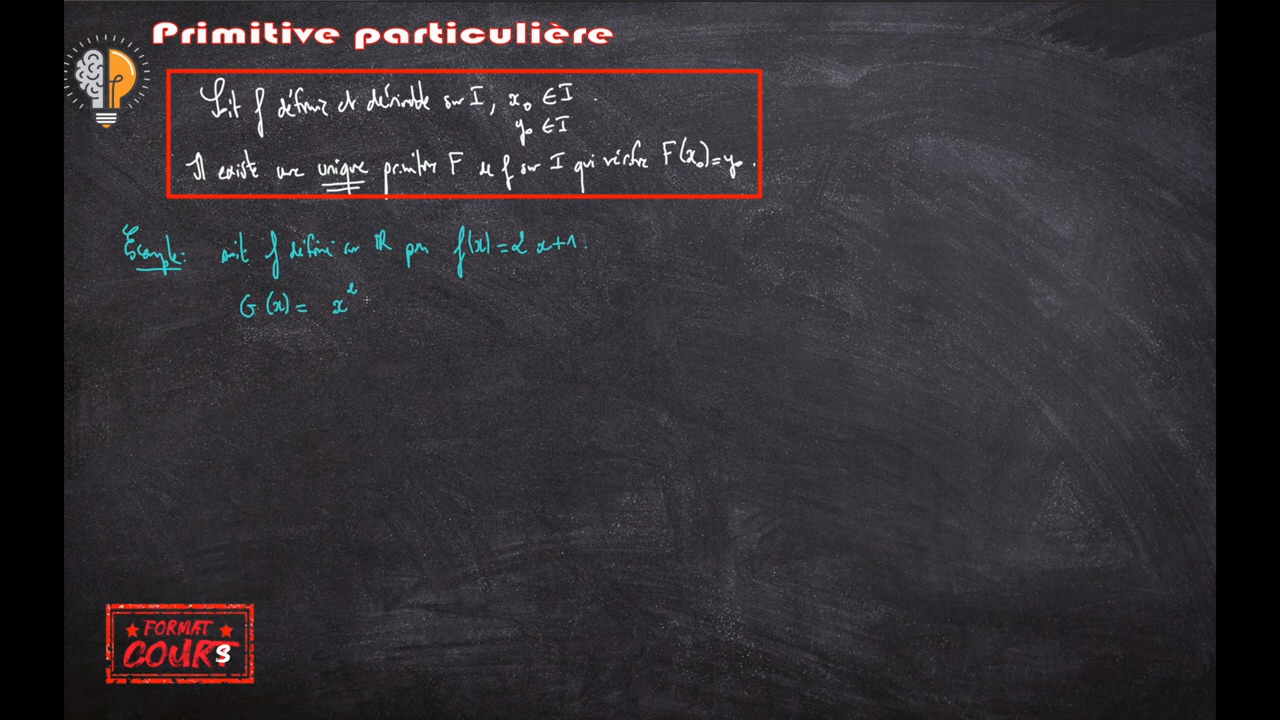 Primitive particulière
Soit f définie et dérivable sur I, x₀ ∈ I.
y₀ ∈ I
Il existe une unique primitive F de f sur I qui vérifie F(x₀)=y₀.
Exemple: soit f définie sur ℝ par f(x)=2x+1.
G(x)= x²
FORMAT
COURS